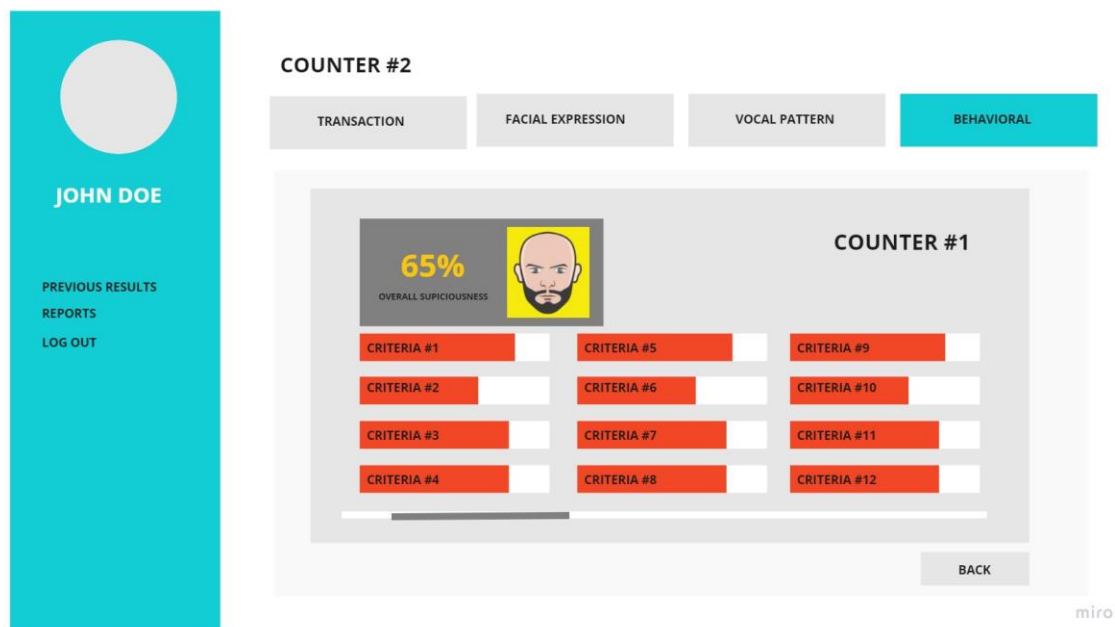 COUNTER #2
TRANSACTION
FACIAL EXPRESSION
VOCAL PATTERN
BEHAVIORAL
JOHN DOE
PREVIOUS RESULTS
REPORTS
LOG OUT
COUNTER #1
65%
OVERALL SUPICIOUSNESS
CRITERIA #1
CRITERIA #5
CRITERIA #9
CRITERIA #2
CRITERIA #6
CRITERIA #10
CRITERIA #3
CRITERIA #7
CRITERIA #11
CRITERIA #4
CRITERIA #8
CRITERIA #12
BACK
miro